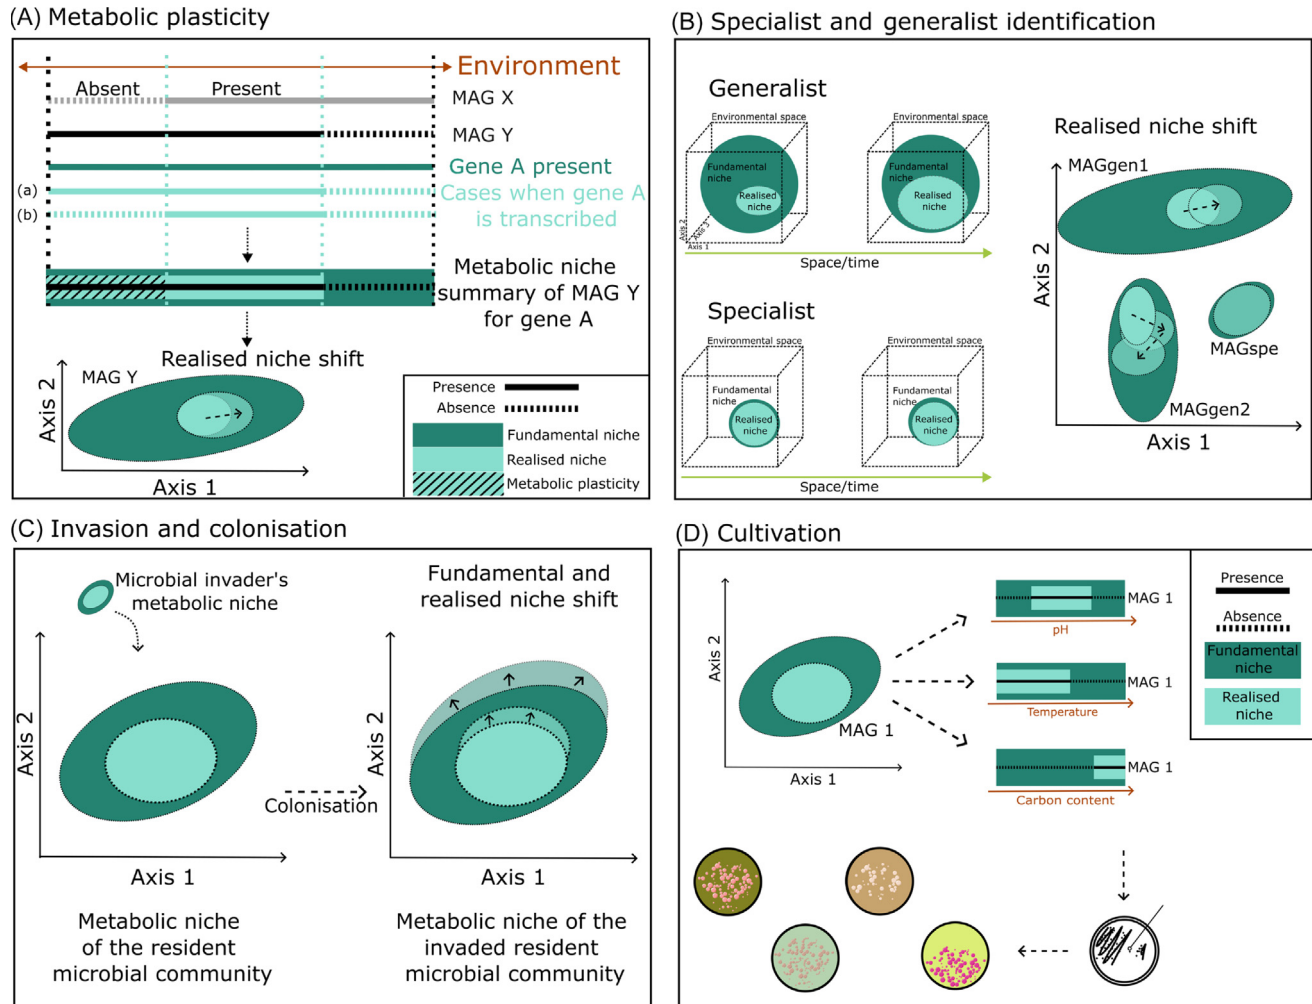 (A) Metabolic plasticity
Environment
Absent
Present
MAG X
MAG Y
Gene A present
(a)
Cases when gene A
(b)
is transcribed
Metabolic niche
summary of MAG Y
for gene A
Realised niche shift
MAG Y
Axis 2
Axis 1
Presence
Absence
Fundamental niche
Realised niche
Metabolic plasticity
(B) Specialist and generalist identification
Generalist
Environmental space
Fundamental
niche
Realised
niche
Axis 2
Axis 3
Axis 1
Environmental space
Fundamental
niche
Realised
niche
Space/time
Specialist
Environmental space
Fundamental
niche
Realised
niche
Environmental space
Fundamental
niche
Realised
niche
Space/time
Realised niche shift
MAGgen1
Axis 2
MAGspe
MAGgen2
Axis 1
(C) Invasion and colonisation
Microbial invader's
metabolic niche
Axis 2
Axis 1
Metabolic niche
of the resident
microbial community
Colonisation
Fundamental and
realised niche shift
Axis 2
Axis 1
Metabolic niche of the
invaded resident
microbial community
(D) Cultivation
Axis 2
MAG 1
Axis 1
MAG 1
pH
MAG 1
Temperature
MAG 1
Carbon content
Presence
Absence
Fundamental
niche
Realised
niche